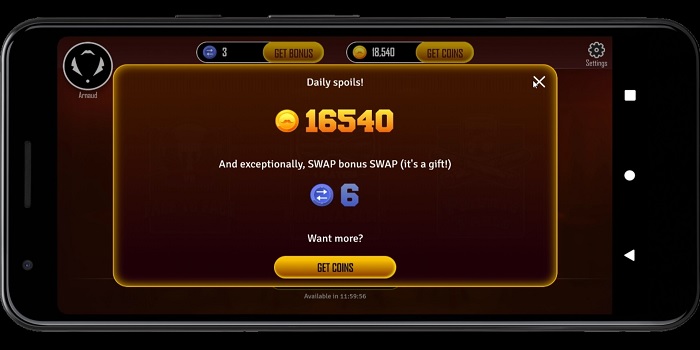 3
GET BONUS
18,540
GET COINS
Settings
Arnaud
Daily spoils!
16540
And exceptionally, SWAP bonus SWAP (it's a gift!)
6
Want more?
GET COINS
Available in 11:59:56